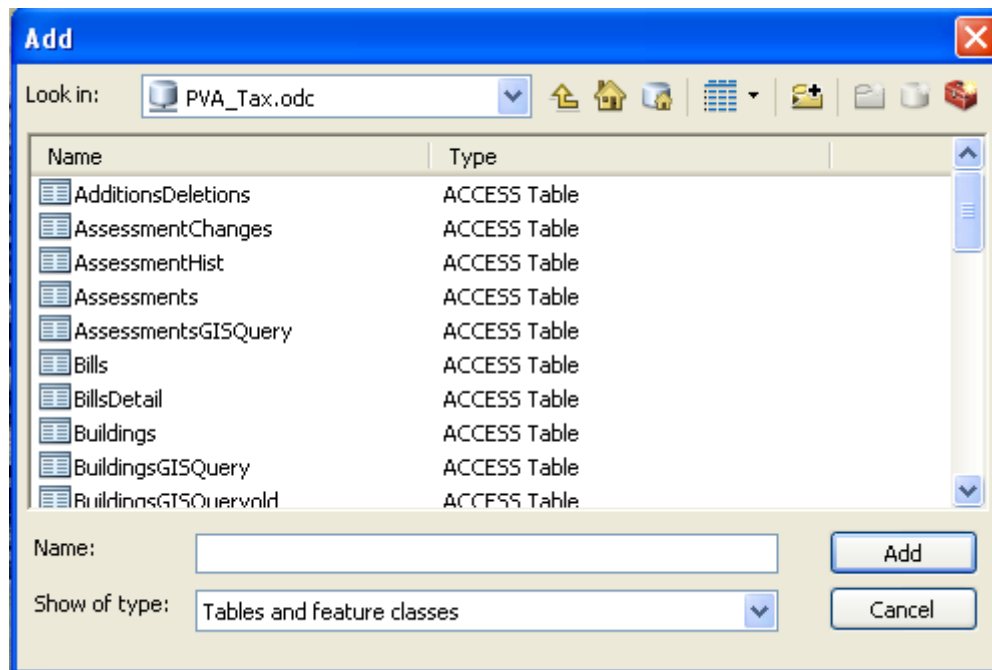 Add
Look in: PVA_Tax.odc
Name Type
AdditionsDeletions ACCESS Table
AssessmentChanges ACCESS Table
AssessmentHist ACCESS Table
Assessments ACCESS Table
AssessmentsGISQuery ACCESS Table
Bills ACCESS Table
BillsDetail ACCESS Table
Buildings ACCESS Table
BuildingsGISQuery ACCESS Table
BuildingsGISQueryold ACCESS Table
Name: Add
Show of type: Tables and feature classes Cancel